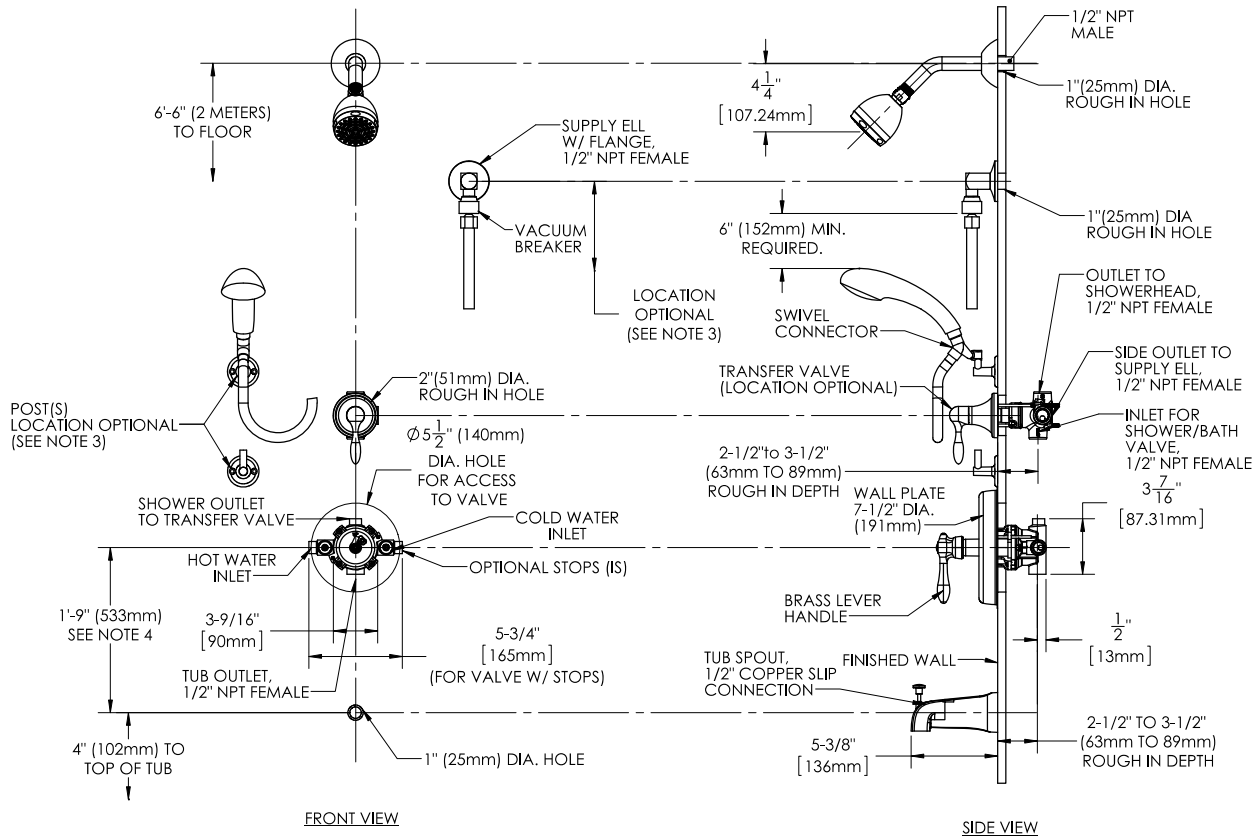 1/2" NPT
MALE
6'-6" (2 METERS)
TO FLOOR
4 1/4"
[107.24mm]
1"(25mm) DIA.
ROUGH IN HOLE
SUPPLY ELL
W/ FLANGE,
1/2" NPT FEMALE
VACUUM
BREAKER
6" (152mm) MIN.
REQUIRED.
1"(25mm) DIA
ROUGH IN HOLE
LOCATION
OPTIONAL
(SEE NOTE 3)
SWIVEL
CONNECTOR
OUTLET TO
SHOWERHEAD,
1/2" NPT FEMALE
2"(51mm) DIA.
ROUGH IN HOLE
TRANSFER VALVE
(LOCATION OPTIONAL)
SIDE OUTLET TO
SUPPLY ELL,
1/2" NPT FEMALE
POST(S)
LOCATION OPTIONAL
(SEE NOTE 3)
Ø5 1/2" (140mm)
DIA. HOLE
FOR ACCESS
TO VALVE
INLET FOR
SHOWER/BATH
VALVE,
1/2" NPT FEMALE
2-1/2"to 3-1/2"
(63mm TO 89mm)
ROUGH IN DEPTH
WALL PLATE
7-1/2" DIA.
(191mm)
3 7/16"
[87.31mm]
SHOWER OUTLET
TO TRANSFER VALVE
COLD WATER
INLET
HOT WATER
INLET
OPTIONAL STOPS (IS)
1'-9" (533mm)
SEE NOTE 4
3-9/16"
[90mm]
5-3/4"
[165mm]
(FOR VALVE W/ STOPS)
BRASS LEVER
HANDLE
1/2"
[13mm]
TUB OUTLET,
1/2" NPT FEMALE
TUB SPOUT,
1/2" COPPER SLIP
CONNECTION
FINISHED WALL
4" (102mm) TO
TOP OF TUB
1" (25mm) DIA. HOLE
5-3/8"
[136mm]
2-1/2" TO 3-1/2"
(63mm TO 89mm)
ROUGH IN DEPTH
FRONT VIEW
SIDE VIEW